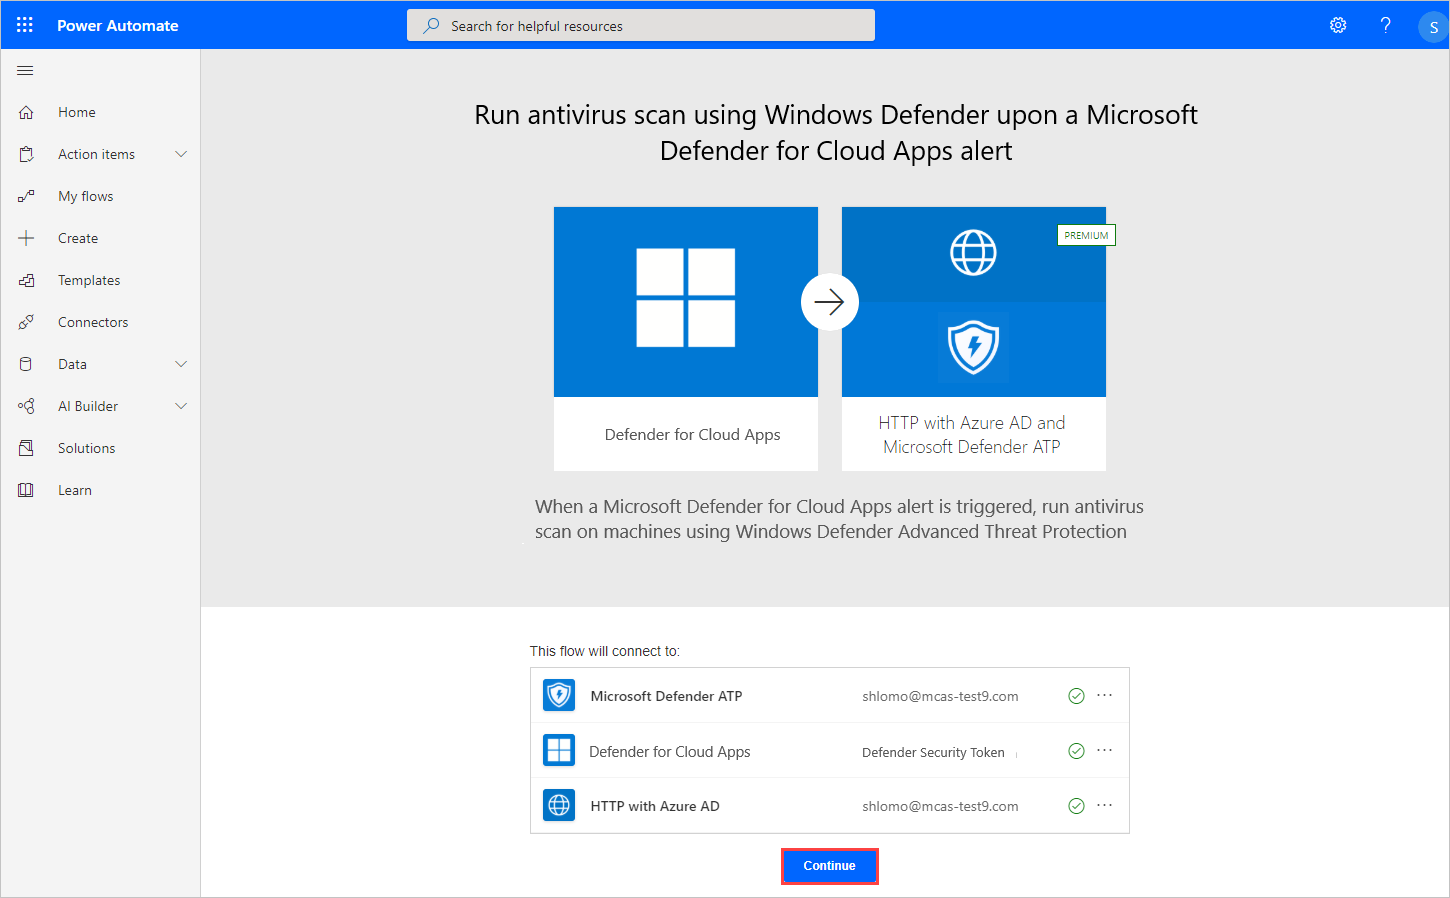 Power Automate
Search for helpful resources
?
S
Home
Action items
My flows
Create
Templates
Connectors
Data
AI Builder
Solutions
Learn
Run antivirus scan using Windows Defender upon a Microsoft
Defender for Cloud Apps alert
PREMIUM
Defender for Cloud Apps
HTTP with Azure AD and
Microsoft Defender ATP
When a Microsoft Defender for Cloud Apps alert is triggered, run antivirus
scan on machines using Windows Defender Advanced Threat Protection
This flow will connect to:
Microsoft Defender ATP shlomo@mcas-test9.com ...
Defender for Cloud Apps Defender Security Token ...
HTTP with Azure AD shlomo@mcas-test9.com ...
Continue